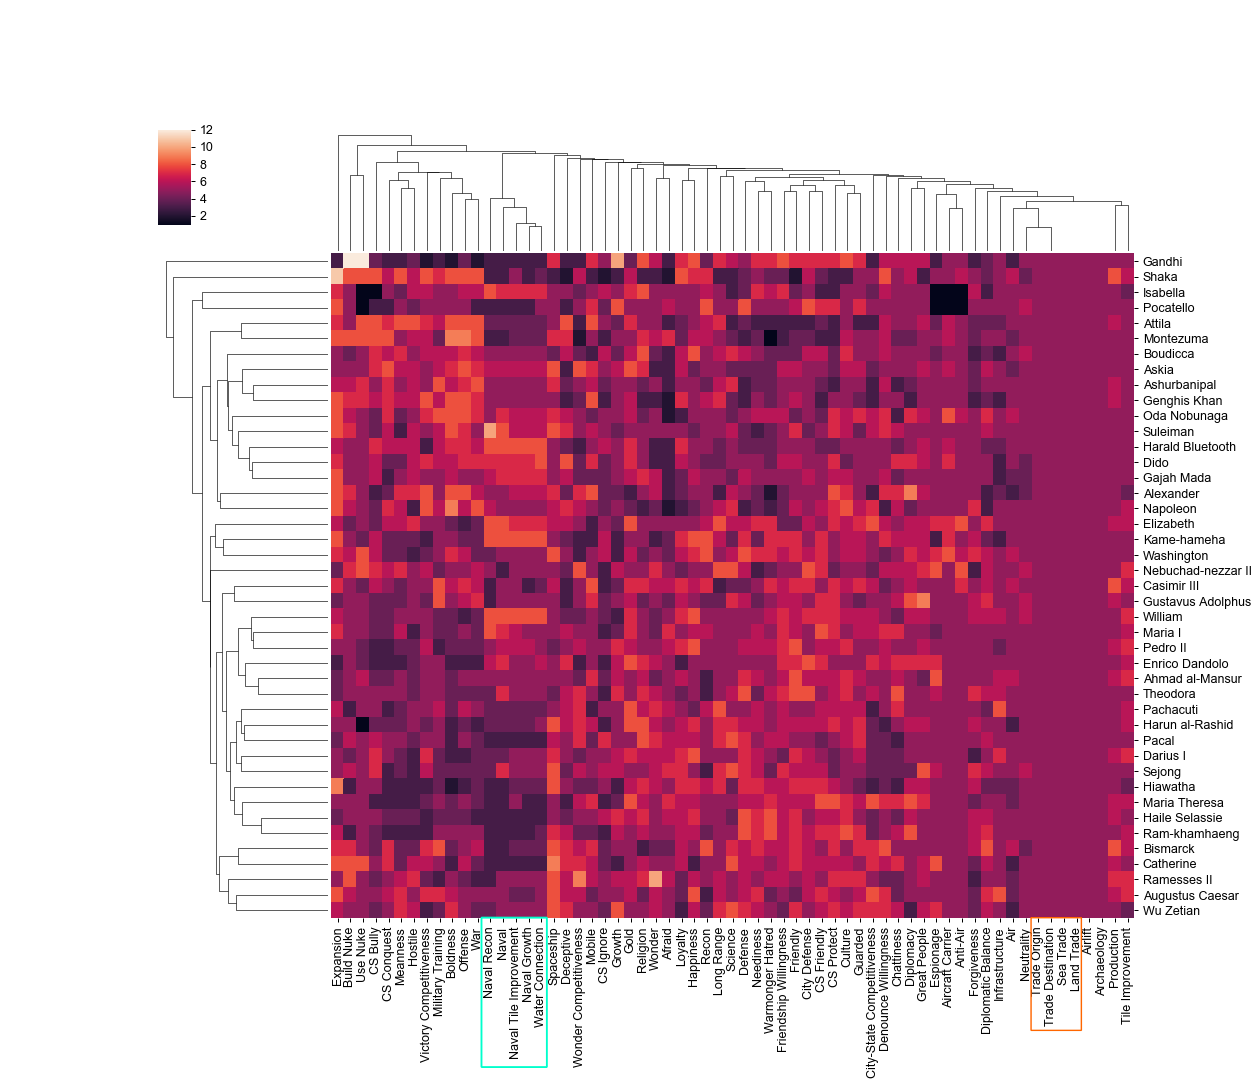 12
10
8
6
4
2
Gandhi
Shaka
Isabella
Pocatello
Attila
Montezuma
Boudicca
Askia
Ashurbanipal
Genghis Khan
Oda Nobunaga
Suleiman
Harald Bluetooth
Dido
Gajah Mada
Alexander
Napoleon
Elizabeth
Kame-hameha
Washington
Nebuchad-nezzar II
Casimir III
Gustavus Adolphus
William
Maria I
Pedro II
Enrico Dandolo
Ahmad al-Mansur
Theodora
Pachacuti
Harun al-Rashid
Pacal
Darius I
Sejong
Hiawatha
Maria Theresa
Haile Selassie
Ram-khamhaeng
Bismarck
Catherine
Ramesses II
Augustus Caesar
Wu Zetian
Expansion
Build Nuke
Use Nuke
CS Bully
CS Conquest
Meanness
Hostile
Victory Competitiveness
Military Training
Boldness
Offense
War
Naval Recon
Naval
Naval Tile Improvement
Naval Growth
Water Connection
Spaceship
Deceptive
Wonder Competitiveness
Mobile
CS Ignore
Growth
Gold
Religion
Wonder
Afraid
Loyalty
Happiness
Recon
Long Range
Science
Defense
Neediness
Warmonger Hatred
Friendship Willingness
Friendly
City Defense
CS Friendly
CS Protect
Culture
Guarded
City-State Competitiveness
Denounce Willingness
Chattiness
Diplomacy
Great People
Espionage
Aircraft Carrier
Anti-Air
Forgiveness
Diplomatic Balance
Infrastructure
Air
Neutrality
Trade Origin
Trade Destination
Sea Trade
Land Trade
Airlift
Archaeology
Production
Tile Improvement